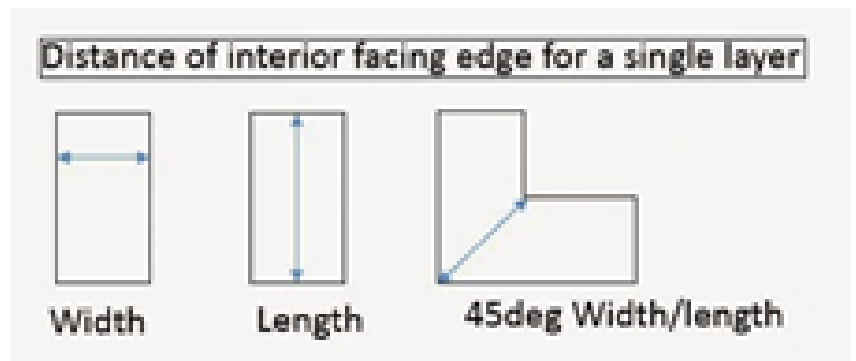 Distance of interior facing edge for a single layer
Width
Length
45deg Width/length